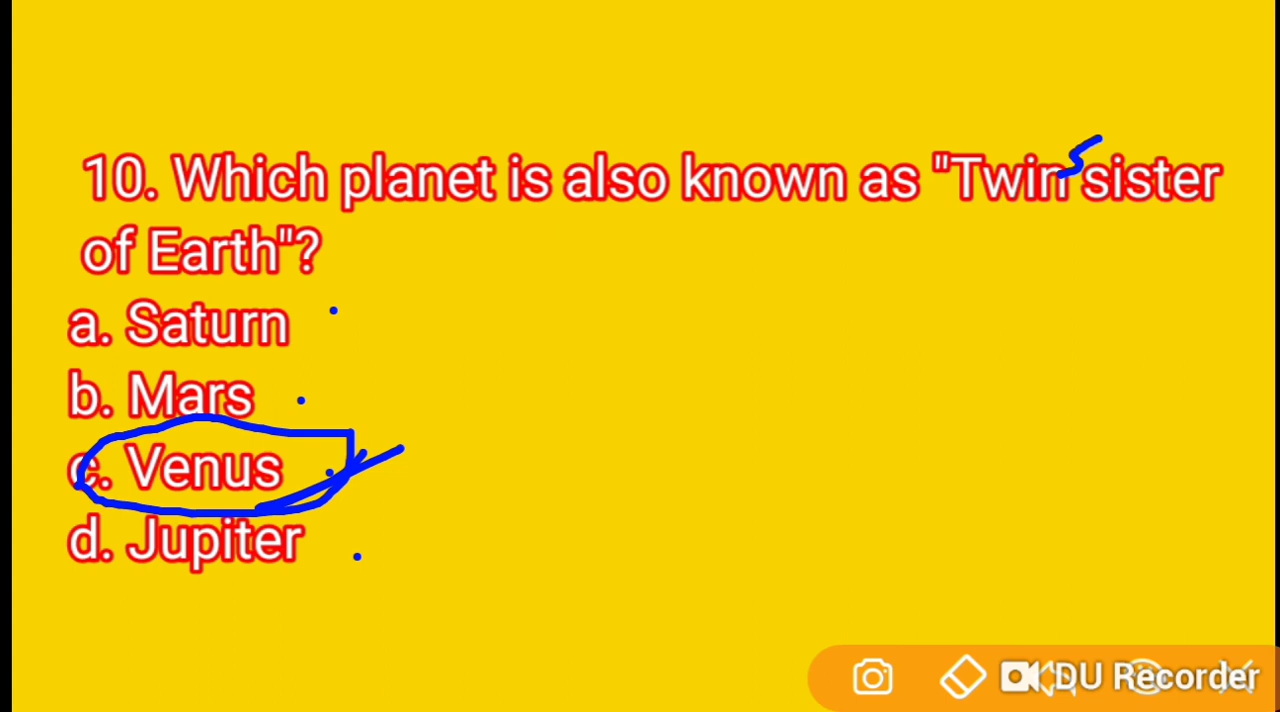 10. Which planet is also known as "Twin sister
of Earth"?
a. Saturn
b. Mars
c. Venus
d. Jupiter
DU Recorder